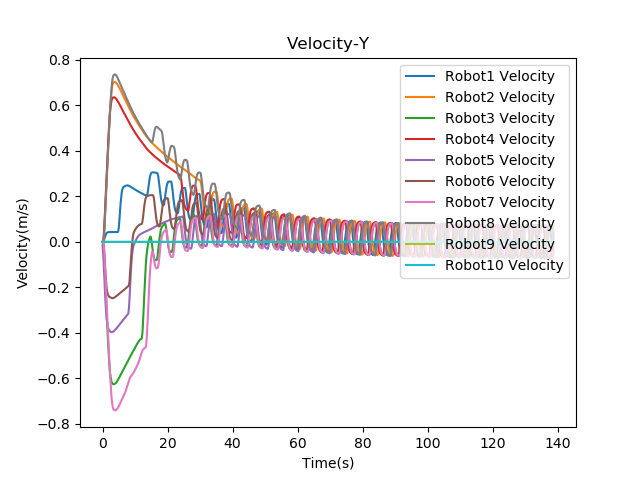 Velocity-Y
Velocity(m/s)
0.8
0.6
0.4
0.2
0.0
−0.2
−0.4
−0.6
−0.8
Robot1 Velocity
Robot2 Velocity
Robot3 Velocity
Robot4 Velocity
Robot5 Velocity
Robot6 Velocity
Robot7 Velocity
Robot8 Velocity
Robot9 Velocity
Robot10 Velocity
0 20 40 60 80 100 120 140
Time(s)